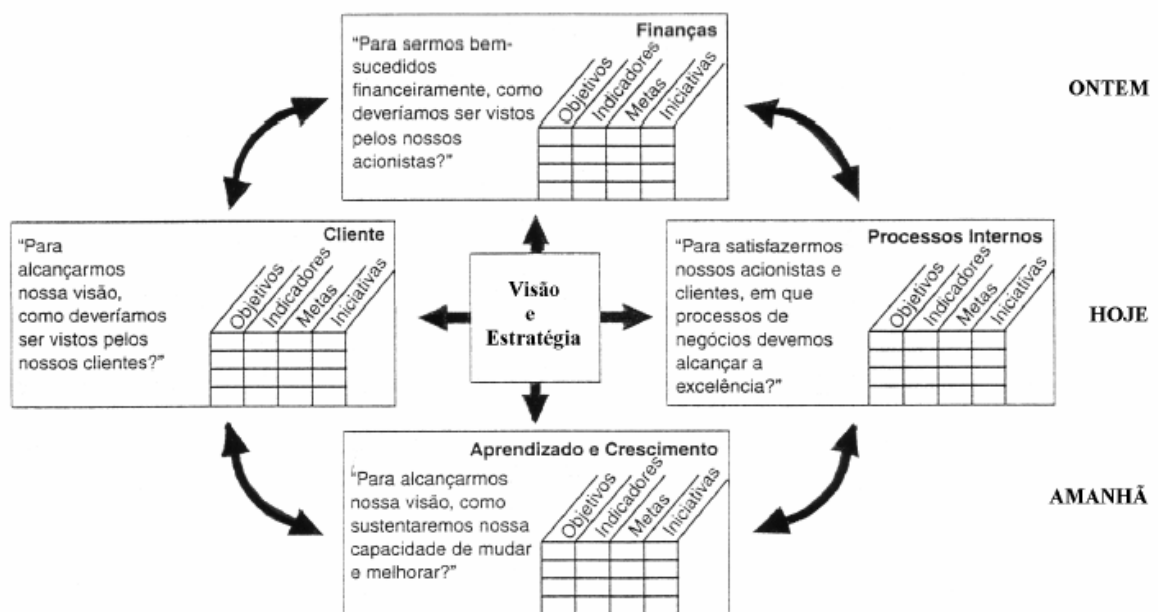 Finanças
"Para sermos bem-
sucedidos
financeiramente, como
deveríamos ser vistos
pelos nossos
acionistas?"
Objetivos
Indicadores
Metas
Iniciativas
ONTEM
Cliente
"Para
alcançarmos
nossa visão,
como deveríamos
ser vistos pelos
nossos clientes?"
Objetivos
Indicadores
Metas
Iniciativas
Visão
e
Estratégia
Processos Internos
"Para satisfazermos
nossos acionistas e
clientes, em que
processos de
negócios devemos
alcançar a
excelência?"
Objetivos
Indicadores
Metas
Iniciativas
HOJE
Aprendizado e Crescimento
"Para alcançarmos
nossa visão, como
sustentaremos nossa
capacidade de mudar
e melhorar?"
Objetivos
Indicadores
Metas
Iniciativas
AMANHÃ